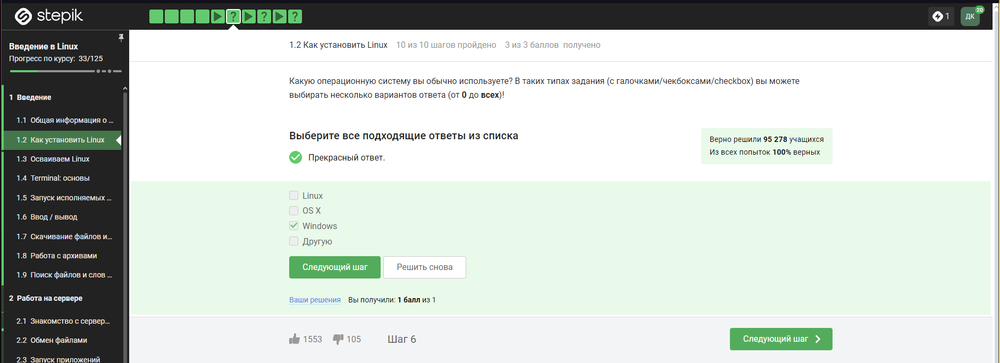 stepik
? ? ?
1
ДК
20
Введение в Linux
Прогресс по курсу: 33/125
1 Введение
1.1 Общая информация о ...
1.2 Как установить Linux
1.3 Осваиваем Linux
1.4 Terminal: основы
1.5 Запуск исполняемых ...
1.6 Ввод / вывод
1.7 Скачивание файлов и...
1.8 Работа с архивами
1.9 Поиск файлов и слов ...
2 Работа на сервере
2.1 Знакомство с сервер...
2.2 Обмен файлами
2.3 Запуск приложений
1.2 Как установить Linux 10 из 10 шагов пройдено 3 из 3 баллов получено
Какую операционную систему вы обычно используете? В таких типах задания (с галочками/чекбоксами/checkbox) вы можете
выбирать несколько вариантов ответа (от 0 до всех)!
Выберите все подходящие ответы из списка
Прекрасный ответ.
Верно решили 95 278 учащихся
Из всех попыток 100% верных
Linux
OS X
Windows
Другую
Следующий шаг
Решить снова
Ваши решения Вы получили: 1 балл из 1
1553 105 Шаг 6
Следующий шаг